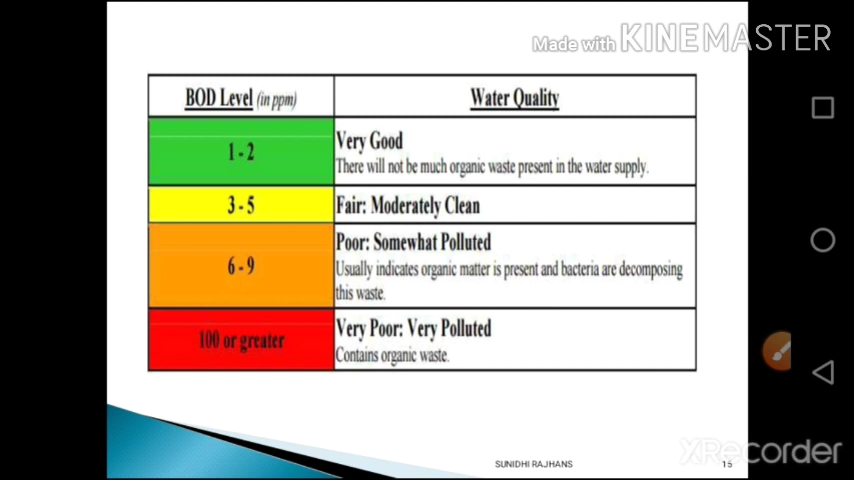 Made with KINEMASTER
BOD Level (in ppm)
Water Quality
1 - 2
Very Good
There will not be much organic waste present in the water supply.
3 - 5
Fair: Moderately Clean
6 - 9
Poor: Somewhat Polluted
Usually indicates organic matter is present and bacteria are decomposing
this waste.
100 or greater
Very Poor: Very Polluted
Contains organic waste.
SUNIDHI RAJHANS
15
XRecorder